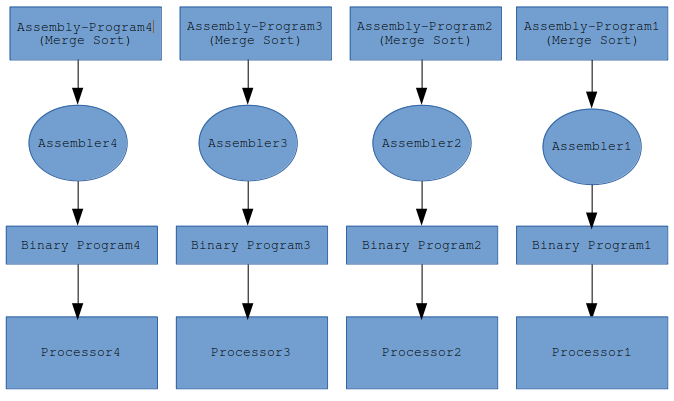 Assembly-Program4
(Merge Sort)
Assembly-Program3
(Merge Sort)
Assembly-Program2
(Merge Sort)
Assembly-Program1
(Merge Sort)
Assembler4
Assembler3
Assembler2
Assembler1
Binary Program4
Binary Program3
Binary Program2
Binary Program1
Processor4
Processor3
Processor2
Processor1